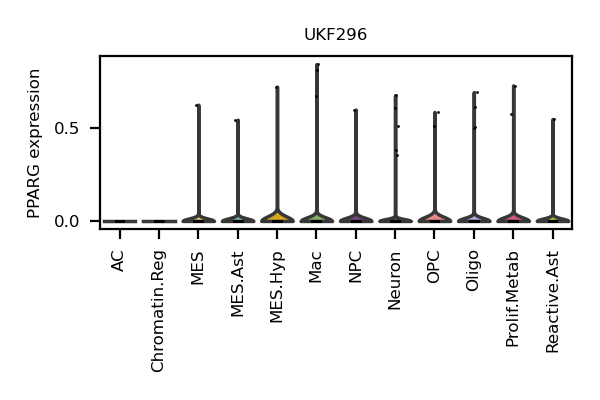 UKF296
PPARG expression
0.5
0.0
AC
Chromatin.Reg
MES
MES.Ast
MES.Hyp
Mac
NPC
Neuron
OPC
Oligo
Prolif.Metab
Reactive.Ast